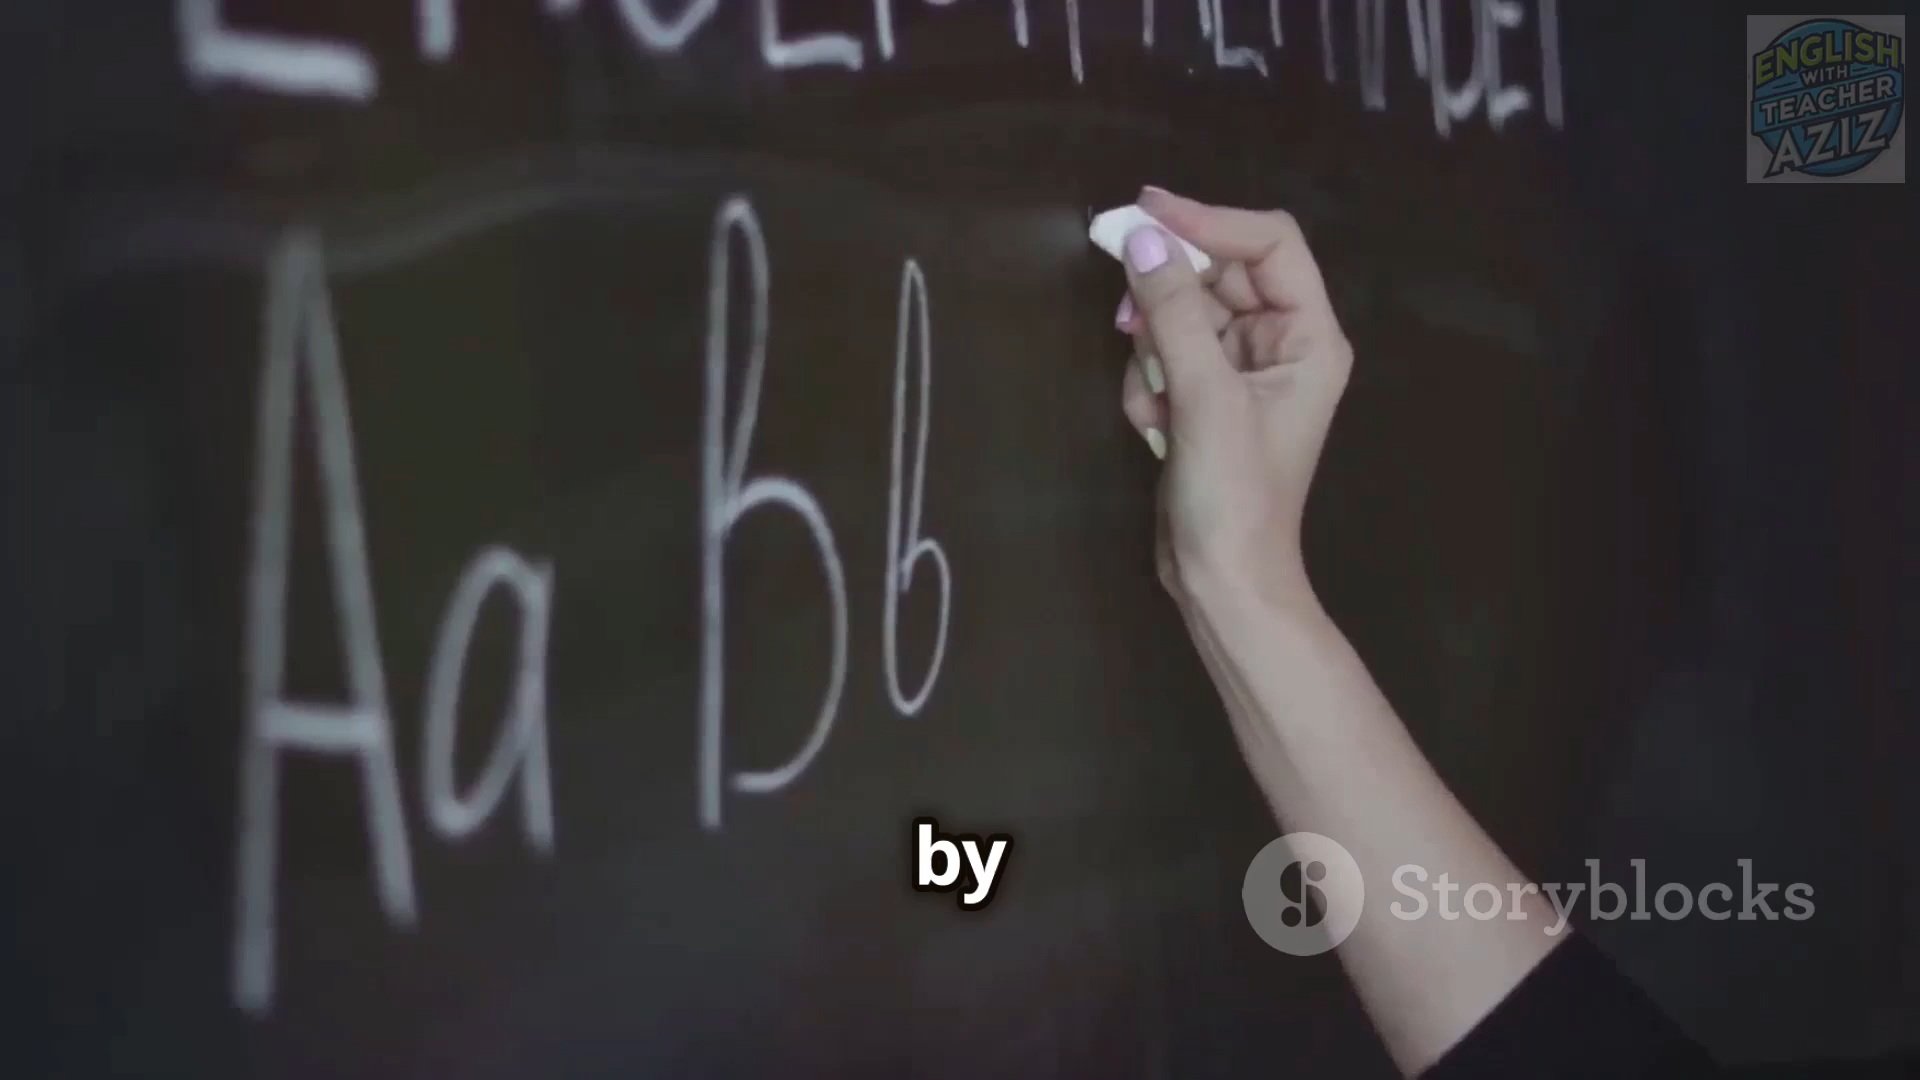 ENGLISH
WITH
TEACHER
AZIZ
Aa Bb
by
Storyblocks